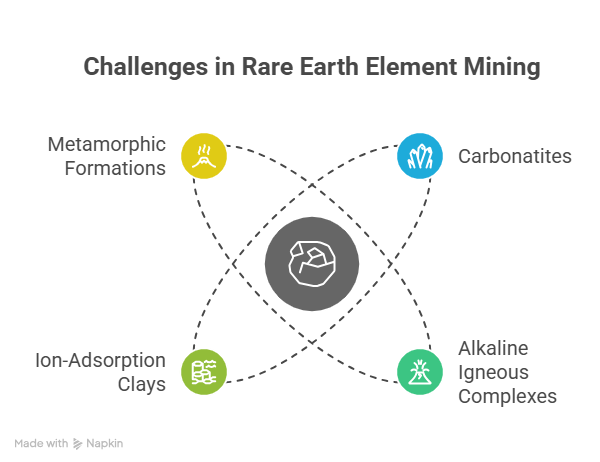 Challenges in Rare Earth Element Mining
Metamorphic
Formations
Carbonatites
Ion-Adsorption
Clays
Alkaline
Igneous
Complexes
Made with Napkin